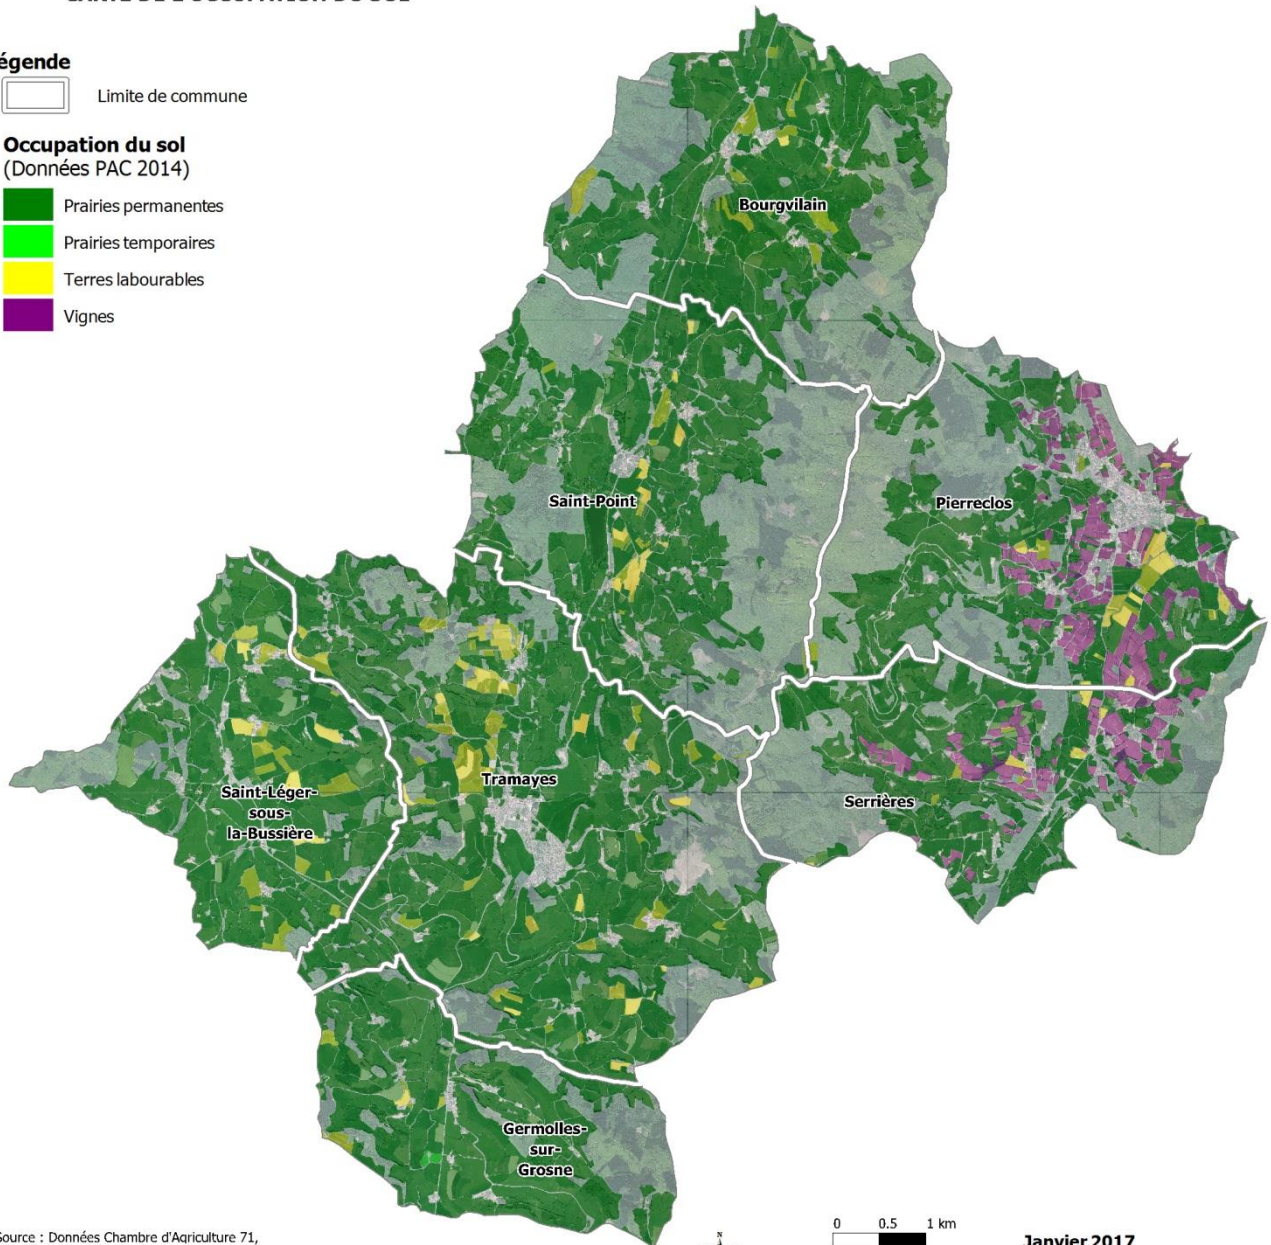 égende
Limite de commune
Occupation du sol
(Données PAC 2014)
Prairies permanentes
Prairies temporaires
Terres labourables
Vignes
Bourgvilain
Saint-Point
Pierreclos
Tramayes
Saint-Léger-
sous-
la-Bussière
Serrières
Germolles-
sur-
Grosne
Source : Données Chambre d'Agriculture 71,
N
0 0.5 1 km
Janvier 2017